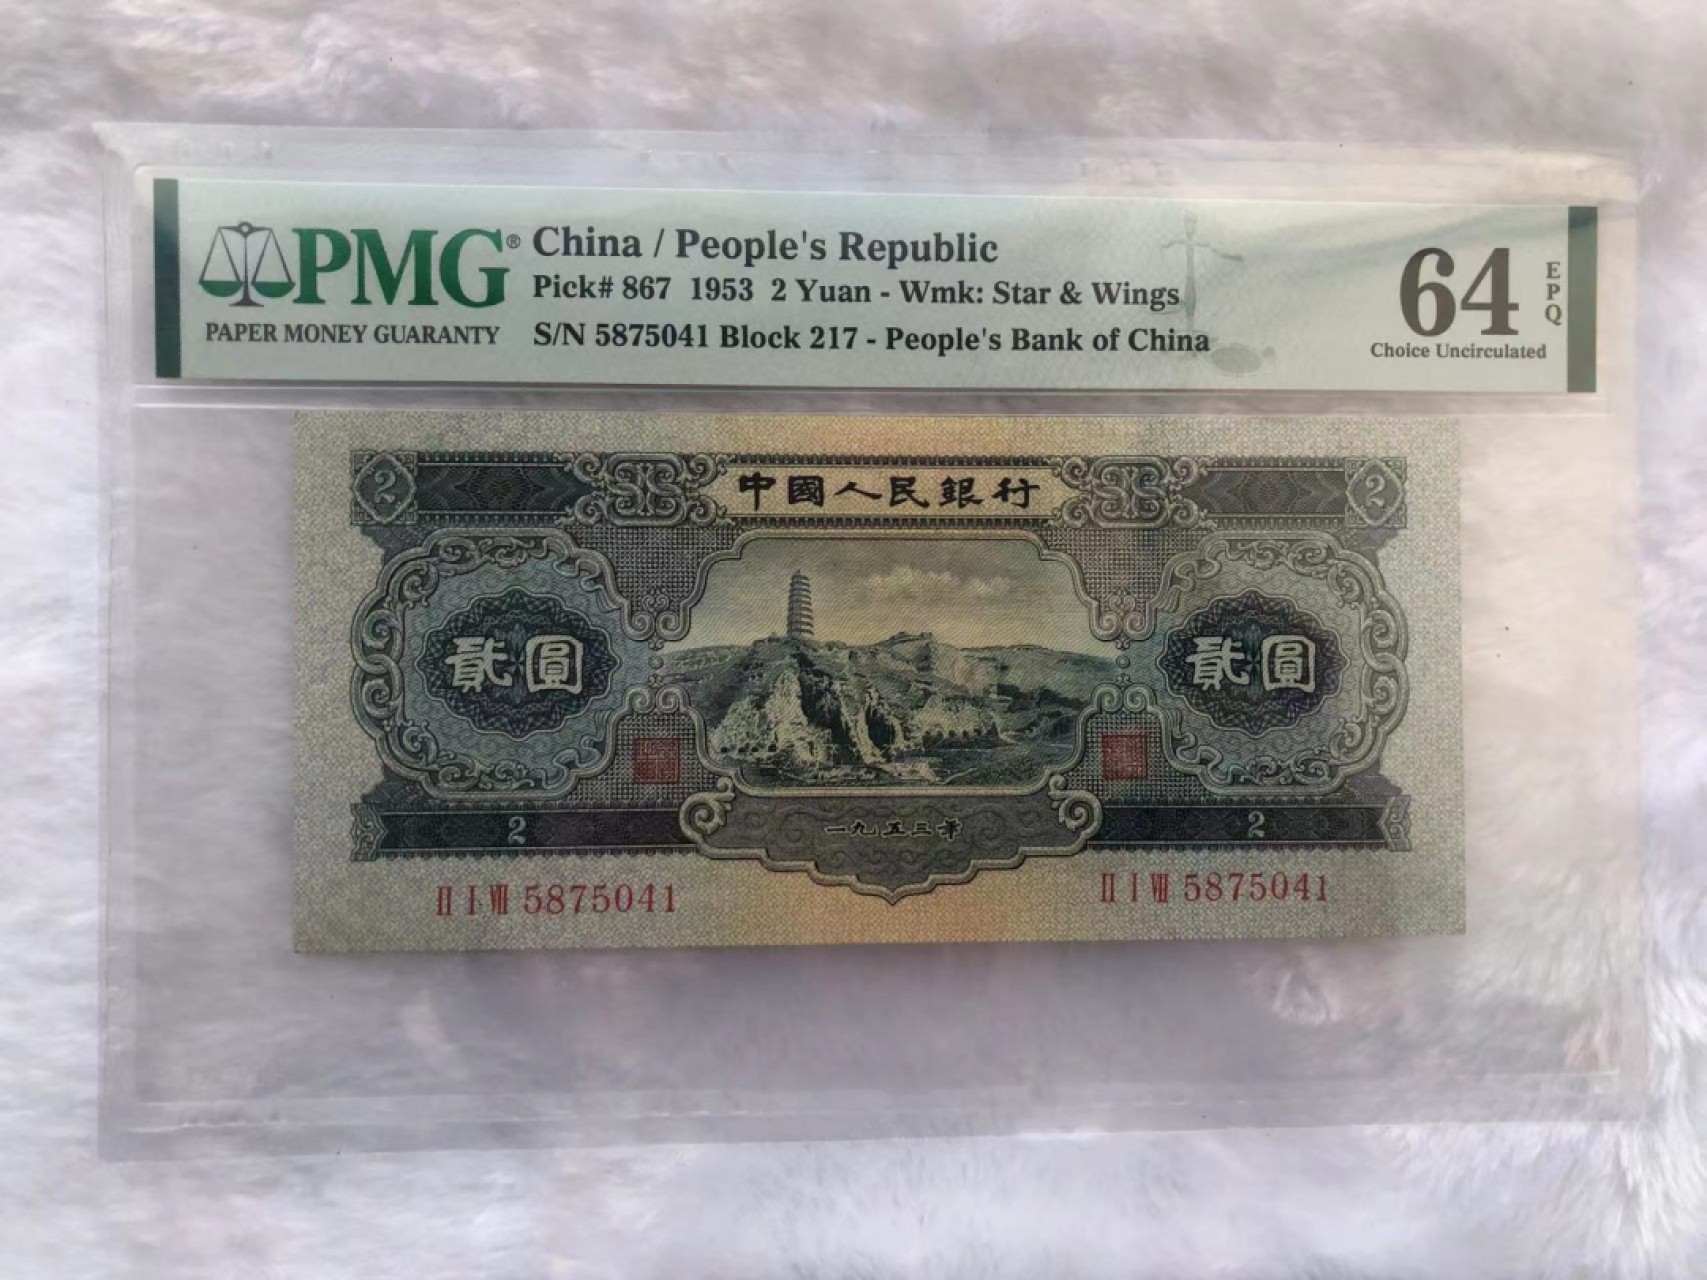 PMG®
PAPER MONEY GUARANTY
China / People's Republic
Pick# 867 1953 2 Yuan - Wmk: Star & Wings
S/N 5875041 Block 217 - People's Bank of China
64
EPQ
Choice Uncirculated
2
中國人民銀行
2
貳圓
貳圓
2
一九五三年
2
II I VII 5875041
II I VII 5875041